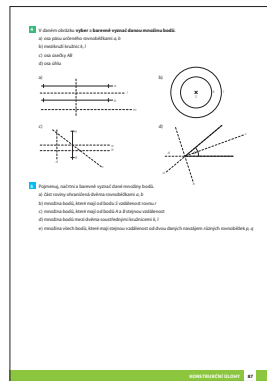 V daném obrázku vyber a barevně vyznač danou množinu bodů.
a) osa pásu určeného rovnoběžkami a, b
b) mezikruží kružnic k, l
c) osa úsečky AB
d) osa úhlu
a)
b)
c)
d)
Pojmenuj, načrtni a barevně vyznač dané množiny bodů.
a) část roviny ohraničená dvěma rovnoběžkami a, b
b) množina bodů, které mají od bodu S vzdálenost rovnu r
c) množina bodů, které mají od bodů A a B stejnou vzdálenost
d) množina bodů mezi dvěma soustřednými kružnicemi k, l
e) množina všech bodů, které mají stejnou vzdálenost od dvou daných navzájem různých rovnoběžek p, q
KONSTRUKČNÍ ÚLOHY 87